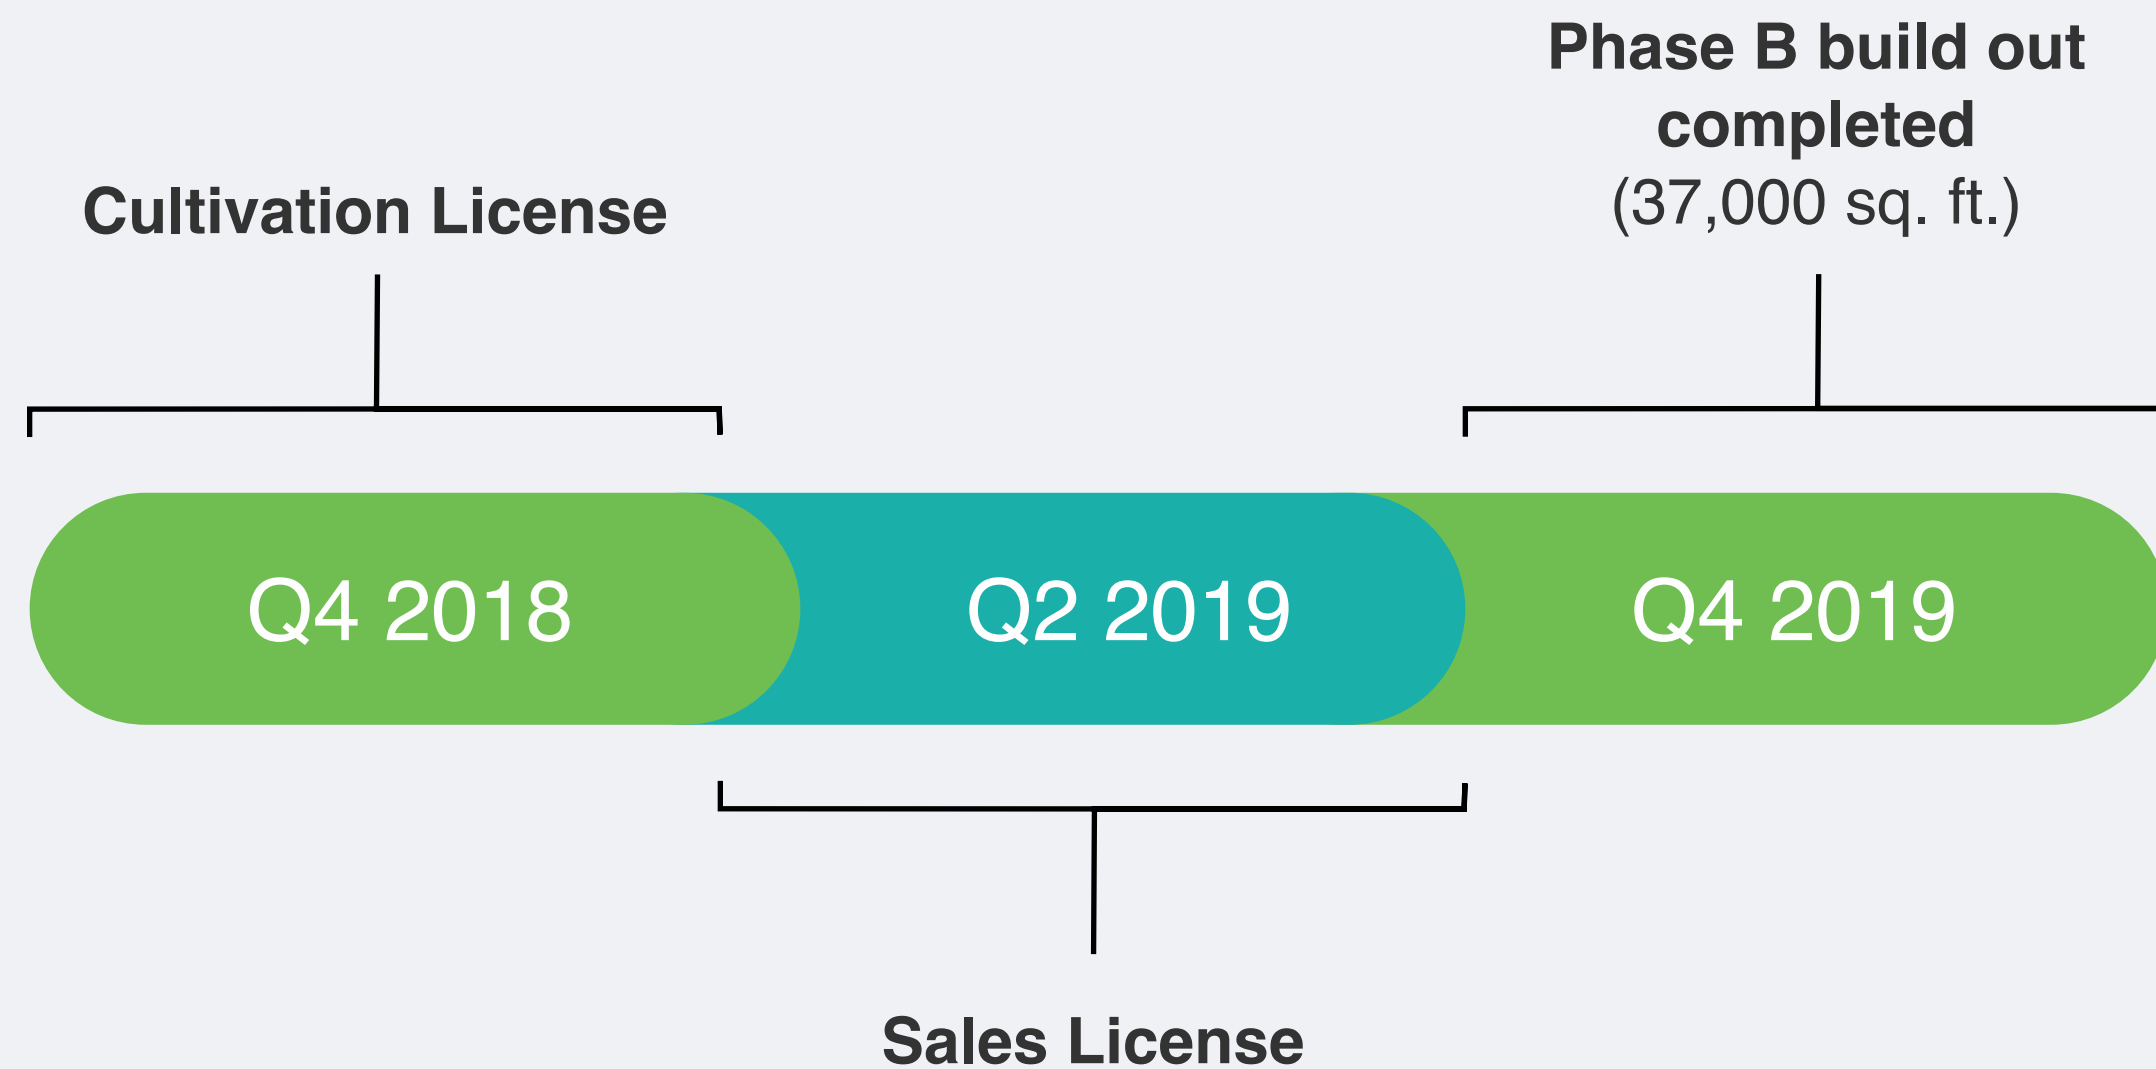 Cultivation License
Phase B build out
completed
(37,000 sq. ft.)
Q4 2018
Q2 2019
Q4 2019
Sales License